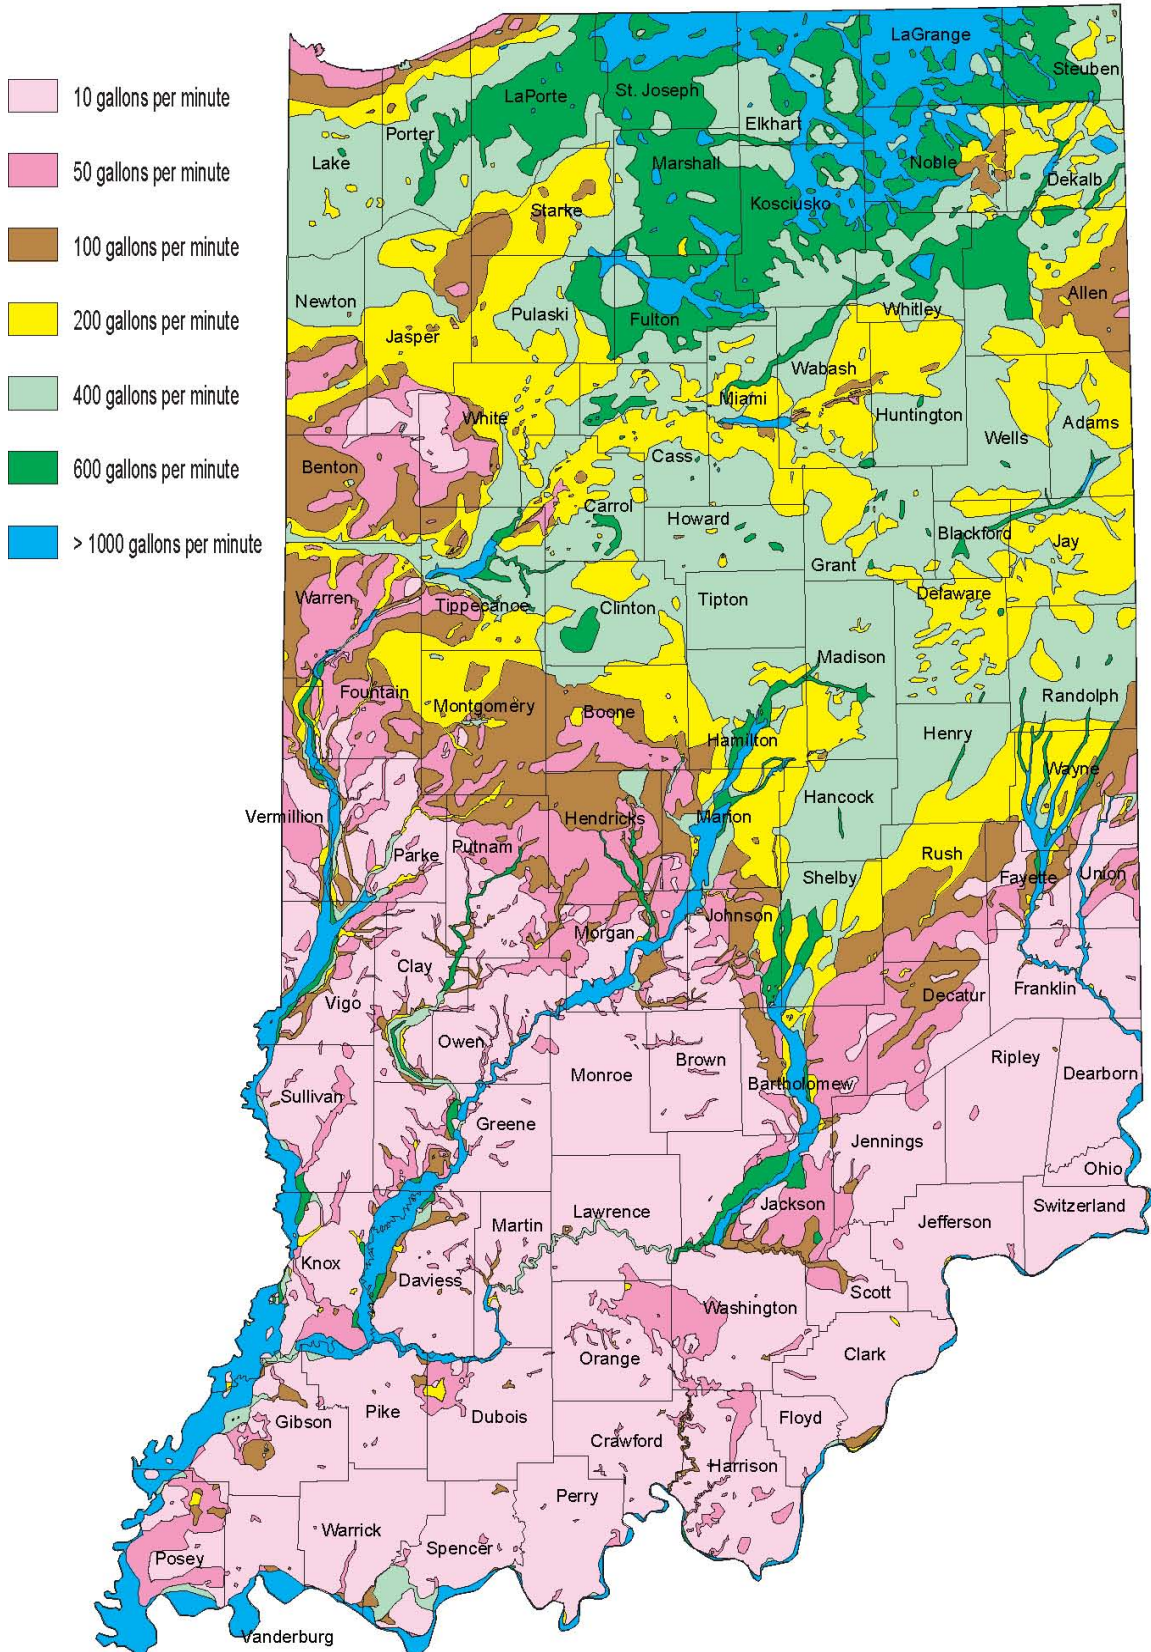 10 gallons per minute
50 gallons per minute
100 gallons per minute
200 gallons per minute
400 gallons per minute
600 gallons per minute
> 1000 gallons per minute
LaGrange
Steuben
LaPorte
St. Joseph
Elkhart
Porter
Lake
Marshall
Noble
Dekalb
Kosciusko
Starke
Newton
Allen
Whitley
Pulaski
Fulton
Jasper
Wabash
Miami
Huntington
White
Adams
Wells
Cass
Benton
Carrol
Howard
Blackford
Jay
Grant
Delaware
Warren
Tippecanoe
Clinton
Tipton
Madison
Fountain
Randolph
Montgomery
Boone
Hamilton
Henry
Wayne
Hancock
Vermillion
Hendricks
Marion
Putnam
Parke
Rush
Shelby
Fayette
Union
Johnson
Morgan
Clay
Vigo
Decatur
Franklin
Owen
Brown
Ripley
Monroe
Dearborn
Bartholomew
Sullivan
Greene
Jennings
Ohio
Jackson
Switzerland
Lawrence
Martin
Jefferson
Knox
Daviess
Scott
Washington
Orange
Clark
Pike
Gibson
Dubois
Floyd
Crawford
Harrison
Perry
Warrick
Spencer
Posey
Vanderburg